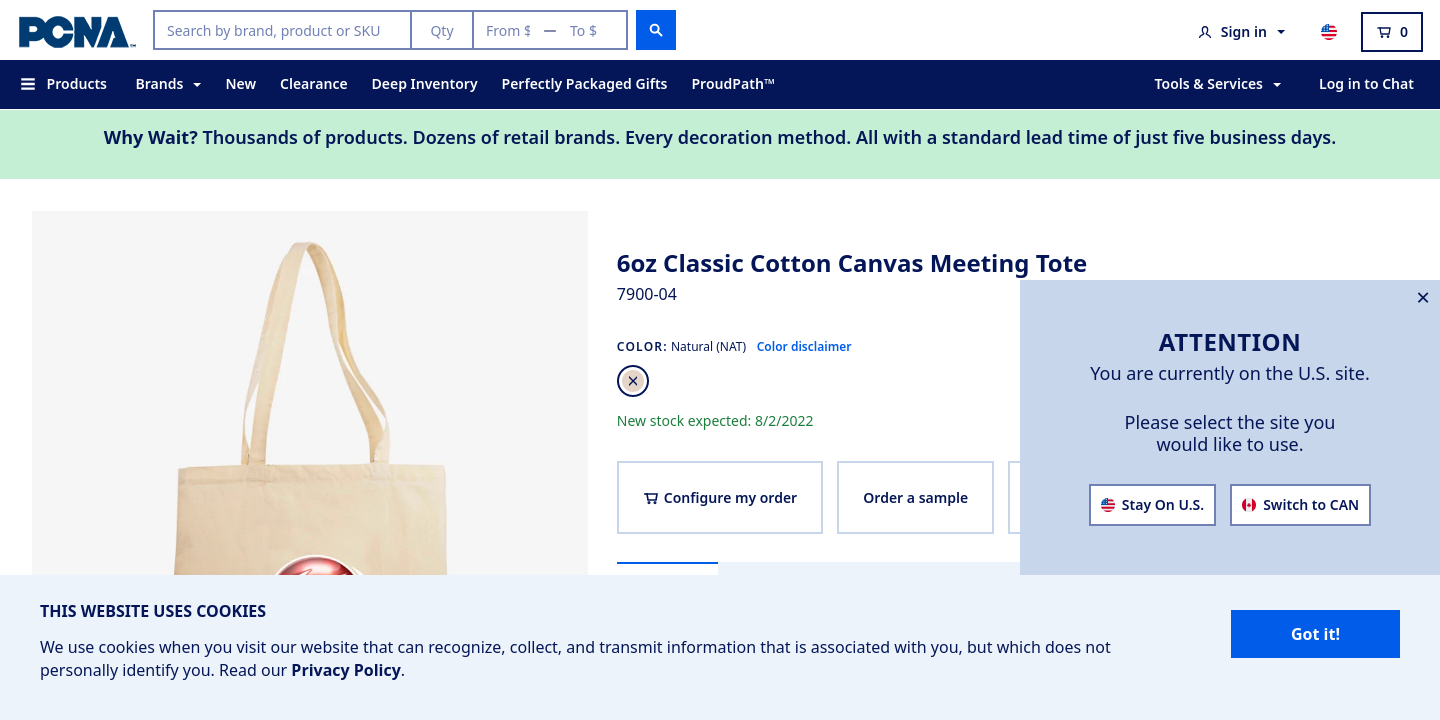 PCNA™
Search by brand, product or SKU
Qty
From $ — To $
Sign in
0
Products
Brands
New
Clearance
Deep Inventory
Perfectly Packaged Gifts
ProudPath™
Tools & Services
Log in to Chat
Why Wait? Thousands of products. Dozens of retail brands. Every decoration method. All with a standard lead time of just five business days.
6oz Classic Cotton Canvas Meeting Tote
7900-04
COLOR: Natural (NAT) Color disclaimer
New stock expected: 8/2/2022
Configure my order
Order a sample
ATTENTION
You are currently on the U.S. site.
Please select the site you
would like to use.
Stay On U.S.
Switch to CAN
THIS WEBSITE USES COOKIES
We use cookies when you visit our website that can recognize, collect, and transmit information that is associated with you, but which does not
personally identify you. Read our Privacy Policy.
Got it!